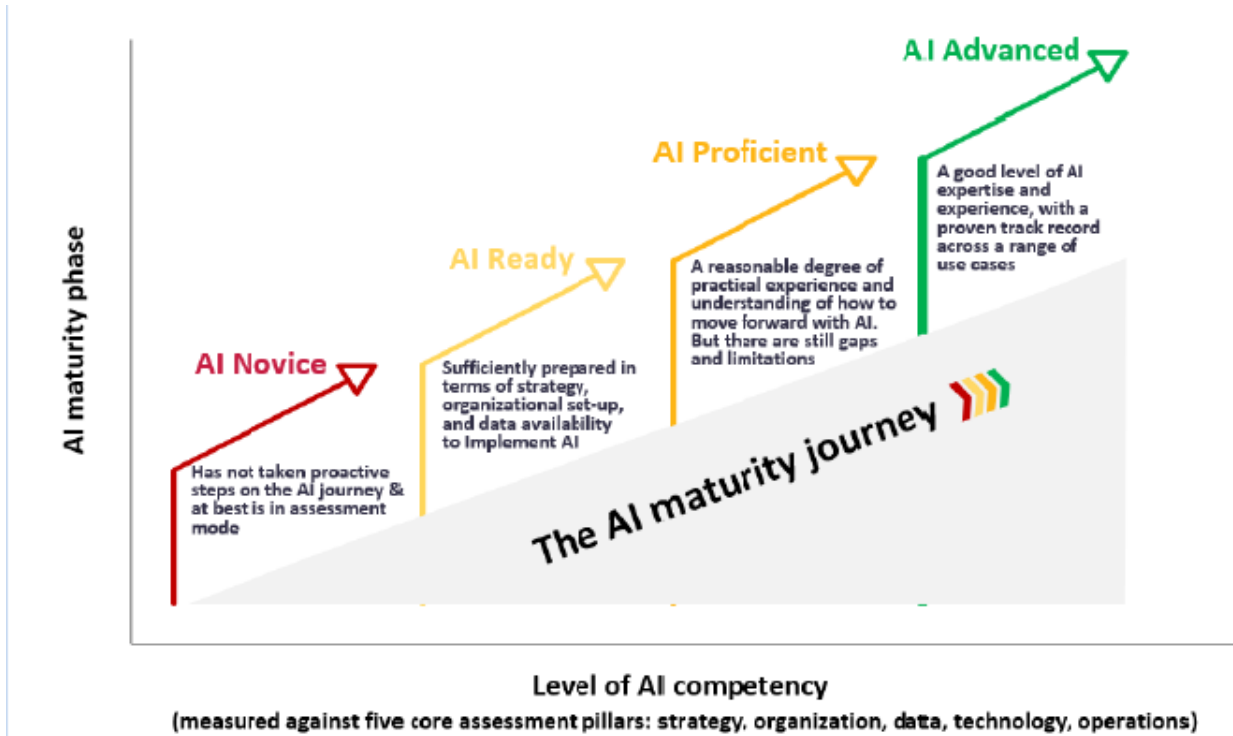 AI Advanced
A good level of AI
expertise and
experience, with a
proven track record
across a range of
use cases
AI Proficient
A reasonable degree of
practical experience and
understanding of how to
move forward with AI.
But there are still gaps
and limitations
AI Ready
Sufficiently prepared in
terms of strategy,
organizational set-up,
and data availability
to Implement AI
AI Novice
Has not taken proactive
steps on the AI journey &
at best is in assessment
mode
The AI maturity journey
AI maturity phase
Level of AI competency
(measured against five core assessment pillars: strategy, organization, data, technology, operations)